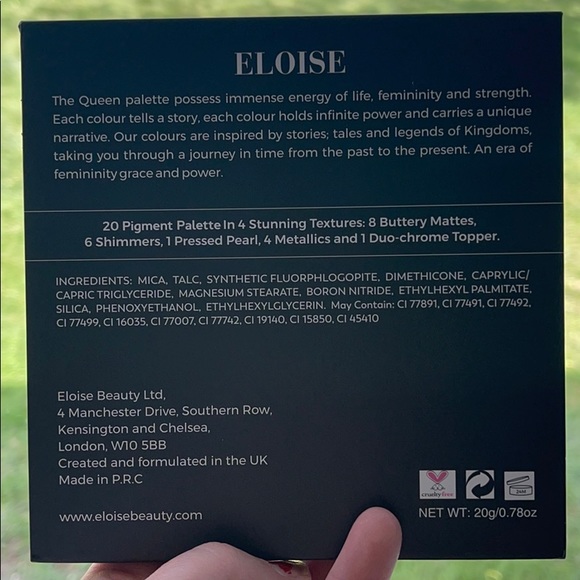 ELOISE
The Queen palette possess immense energy of life, femininity and strength.
Each colour tells a story, each colour holds infinite power and carries a unique
narrative. Our colours are inspired by stories; tales and legends of Kingdoms,
taking you through a journey in time from the past to the present. An era of
femininity grace and power.
20 Pigment Palette In 4 Stunning Textures: 8 Buttery Mattes,
6 Shimmers, 1 Pressed Pearl, 4 Metallics and 1 Duo-chrome Topper.
INGREDIENTS: MICA, TALC, SYNTHETIC FLUORPHLOGOPITE, DIMETHICONE, CAPRYLIC/
CAPRIC TRIGLYCERIDE, MAGNESIUM STEARATE, BORON NITRIDE, ETHYLHEXYL PALMITATE,
SILICA, PHENOXYETHANOL, ETHYLHEXYLGLYCERIN. May Contain: CI 77891, CI 77491, CI 77492,
CI 77499, CI 16035, CI 77007, CI 77742, CI 19140, CI 15850, CI 45410
Eloise Beauty Ltd,
4 Manchester Drive, Southern Row,
Kensington and Chelsea,
London, W10 5BB
Created and formulated in the UK
Made in P.R.C
www.eloisebeauty.com
cruelty free
24M
NET WT: 20g/0.78oz